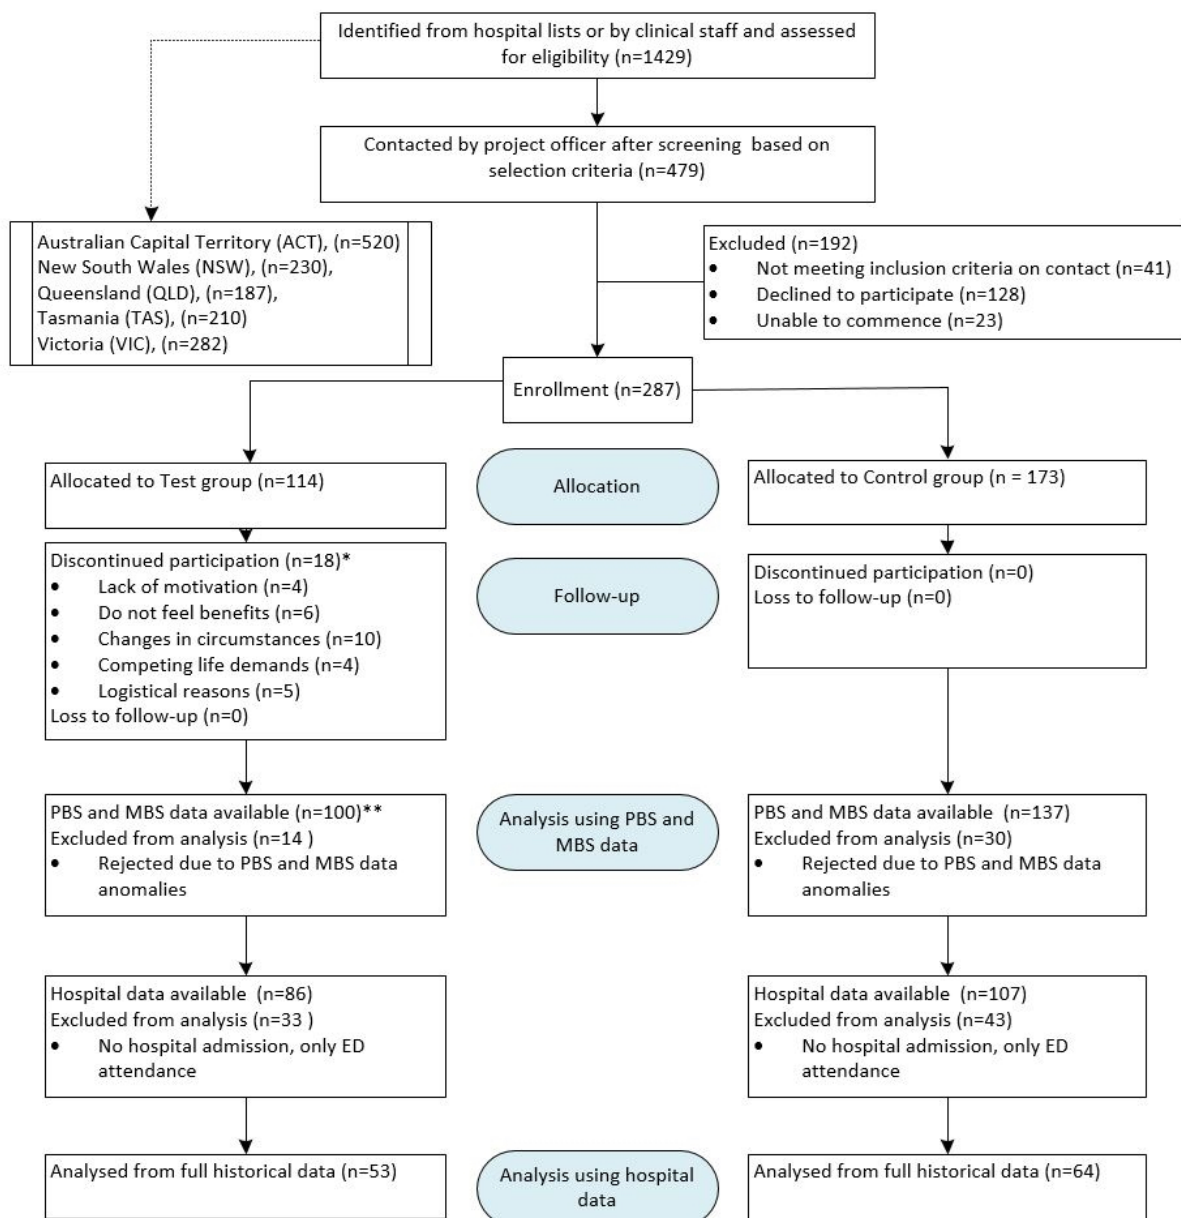 Identified from hospital lists or by clinical staff and assessed
for eligibility (n=1429)
Contacted by project officer after screening based on
selection criteria (n=479)
Australian Capital Territory (ACT), (n=520)
New South Wales (NSW), (n=230),
Queensland (QLD), (n=187),
Tasmania (TAS), (n=210)
Victoria (VIC), (n=282)
Excluded (n=192)
• Not meeting inclusion criteria on contact (n=41)
• Declined to participate (n=128)
• Unable to commence (n=23)
Enrollment (n=287)
Allocated to Test group (n=114)
Allocation
Allocated to Control group (n = 173)
Discontinued participation (n=18)*
• Lack of motivation (n=4)
• Do not feel benefits (n=6)
• Changes in circumstances (n=10)
• Competing life demands (n=4)
• Logistical reasons (n=5)
Loss to follow-up (n=0)
Follow-up
Discontinued participation (n=0)
Loss to follow-up (n=0)
PBS and MBS data available (n=100)**
Excluded from analysis (n=14 )
• Rejected due to PBS and MBS data
anomalies
Analysis using PBS and
MBS data
PBS and MBS data available (n=137)
Excluded from analysis (n=30)
• Rejected due to PBS and MBS data
anomalies
Hospital data available (n=86)
Excluded from analysis (n=33 )
• No hospital admission, only ED
attendance
Hospital data available (n=107)
Excluded from analysis (n=43)
• No hospital admission, only ED
attendance
Analysed from full historical data (n=53)
Analysis using hospital
data
Analysed from full historical data (n=64)